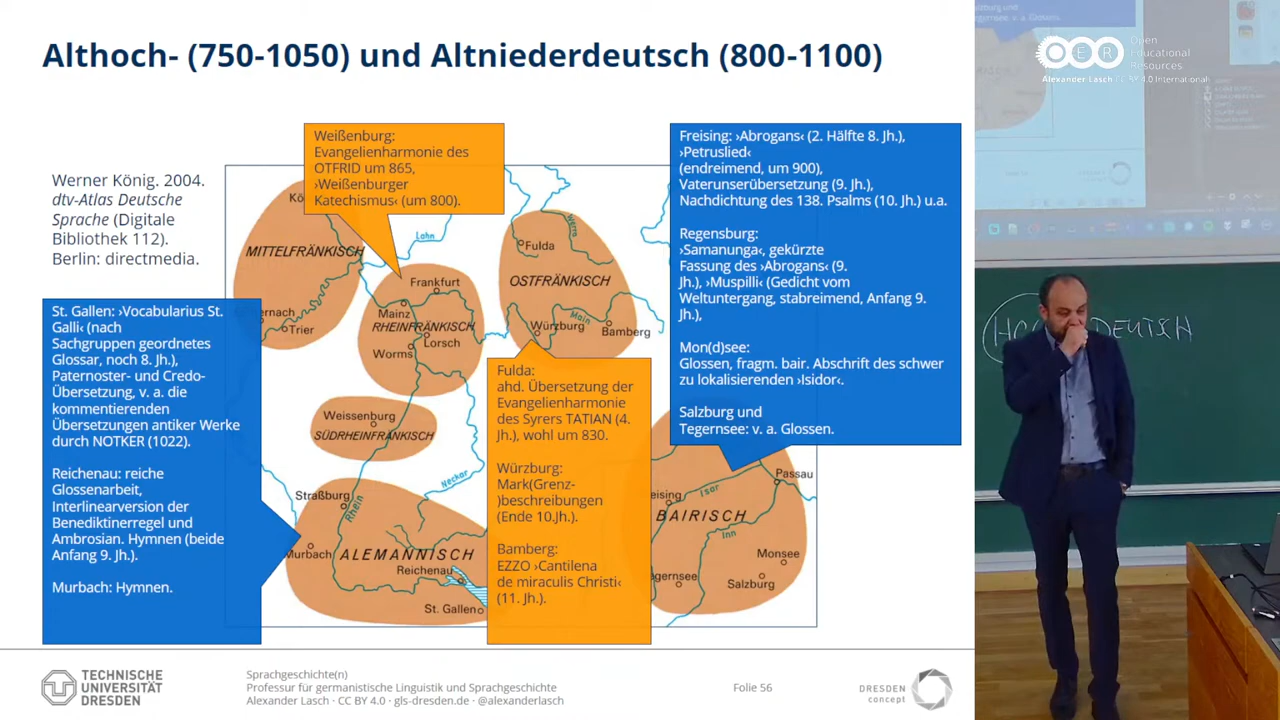 Althoch- (750-1050) und Altniederdeutsch (800-1100)
Werner König. 2004.
dtv-Atlas Deutsche
Sprache (Digitale
Bibliothek 112).
Berlin: directmedia.
Weißenburg:
Evangelienharmonie des
OTFRID um 865,
›Weißenburger
Katechismus‹ (um 800).
Freising: ›Abrogans‹ (2. Hälfte 8. Jh.),
›Petruslied‹
(endreimend, um 900),
Vaterunserübersetzung (9. Jh.),
Nachdichtung des 138. Psalms (10. Jh.) u.a.
Regensburg:
›Samanunga‹, gekürzte
Fassung des ›Abrogans‹ (9.
Jh.), ›Muspilli‹ (Gedicht vom
Weltuntergang, stabreimend, Anfang 9.
Jh.),
Mon(d)see:
Glossen, fragm. bair. Abschrift des schwer
zu lokalisierenden ›Isidor‹.
Salzburg und
Tegernsee: v. a. Glossen.
St. Gallen: ›Vocabularius St.
Galli‹ (nach
Sachgruppen geordnetes
Glossar, noch 8. Jh.),
Paternoster- und Credo-
Übersetzung, v. a. die
kommentierenden
Übersetzungen antiker Werke
durch NOTKER (1022).
Reichenau: reiche
Glossenarbeit,
Interlinearversion der
Benediktinerregel und
Ambrosian. Hymnen (beide
Anfang 9. Jh.).
Murbach: Hymnen.
Fulda:
ahd. Übersetzung der
Evangelienharmonie
des Syrers TATIAN (4.
Jh.), wohl um 830.
Würzburg:
Mark(Grenz-
)beschreibungen
(Ende 10.Jh.).
Bamberg:
EZZO ›Cantilena
de miraculis Christi‹
(11. Jh.).
Kö
MITTELFRÄNKISCH
Lahn
ernach
Trier
Frankfurt
Mainz
RHEINFRÄNKISCH
Lorsch
Worms
Werra
Fulda
OSTFRÄNKISCH
Main
Würzburg
Bamberg
Weissenburg
SÜDRHEINFRÄNKISCH
Neckar
Straßburg
Rhein
Murbach
ALEMANNISCH
Reichenau
St. Gallen
Passau
eising
Isar
BAIRISCH
Inn
Monsee
egernsee
Salzburg
TECHNISCHE
UNIVERSITÄT
DRESDEN
Sprachgeschichte(n)
Professur für germanistische Linguistik und Sprachgeschichte
Alexander Lasch · CC BY 4.0 · gls-dresden.de · @alexanderlasch
Folie 56
DRESDEN
concept
OER
Open
Educational
Resources
Alexander Lasch CC BY 4.0 International
DEUTSCH